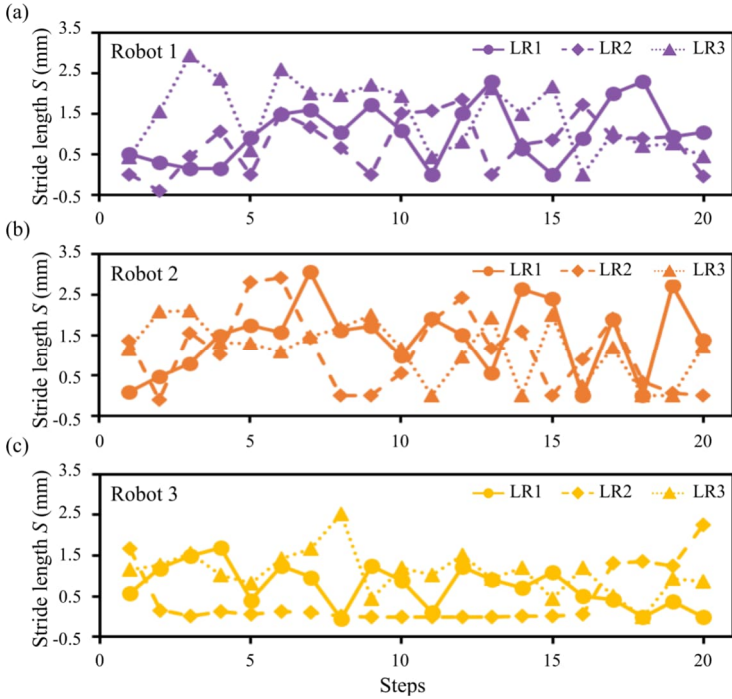 (a)
3.5
2.5
1.5
0.5
-0.5
Stride length S (mm)
Robot 1
LR1 LR2 LR3
0 5 10 15 20
(b)
3.5
2.5
1.5
0.5
-0.5
Stride length S (mm)
Robot 2
LR1 LR2 LR3
0 5 10 15 20
(c)
3.5
2.5
1.5
0.5
-0.5
Stride length S (mm)
Robot 3
LR1 LR2 LR3
0 5 10 15 20
Steps